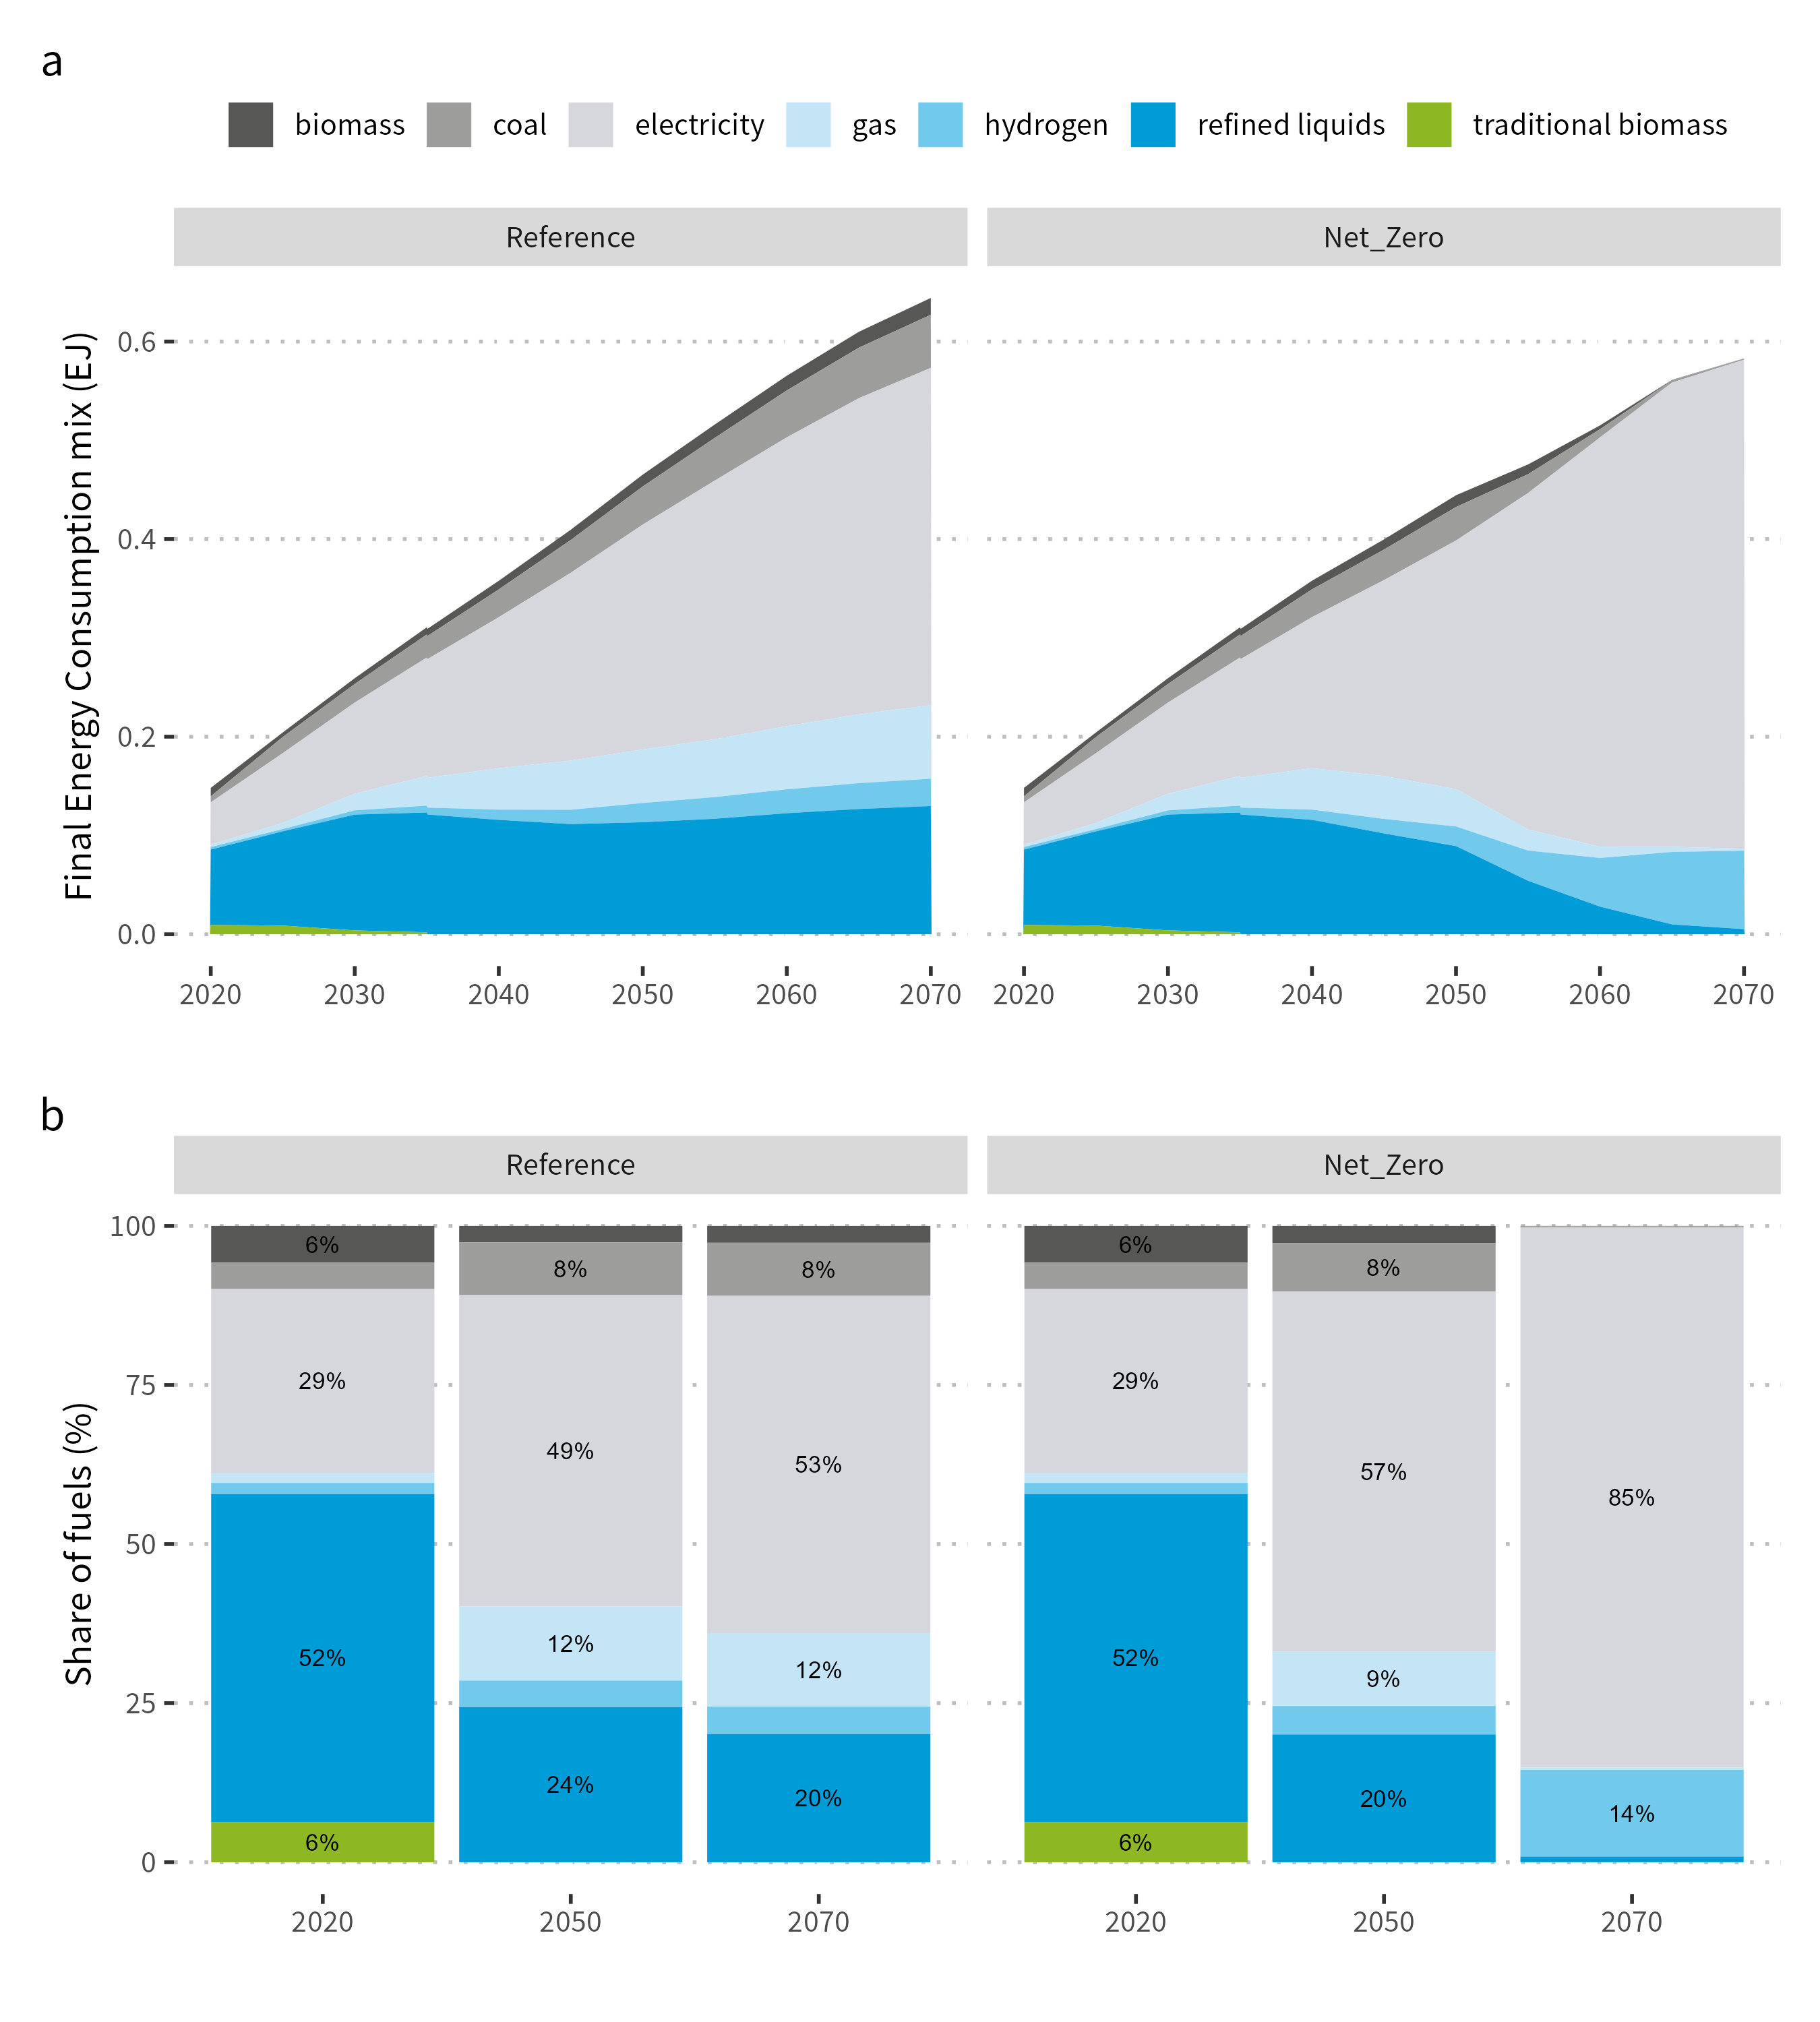 a
biomass coal electricity gas hydrogen refined liquids traditional biomass
Reference Net_Zero
Final Energy Consumption mix (EJ)
0.6
0.4
0.2
0.0
2020 2030 2040 2050 2060 2070 2020 2030 2040 2050 2060 2070
b
Reference Net_Zero
Share of fuels (%)
100
75
50
25
0
6% 29% 52% 6%
8% 49% 12% 24%
8% 53% 12% 20%
6% 29% 52% 6%
8% 57% 9% 20%
85% 14%
2020 2050 2070 2020 2050 2070